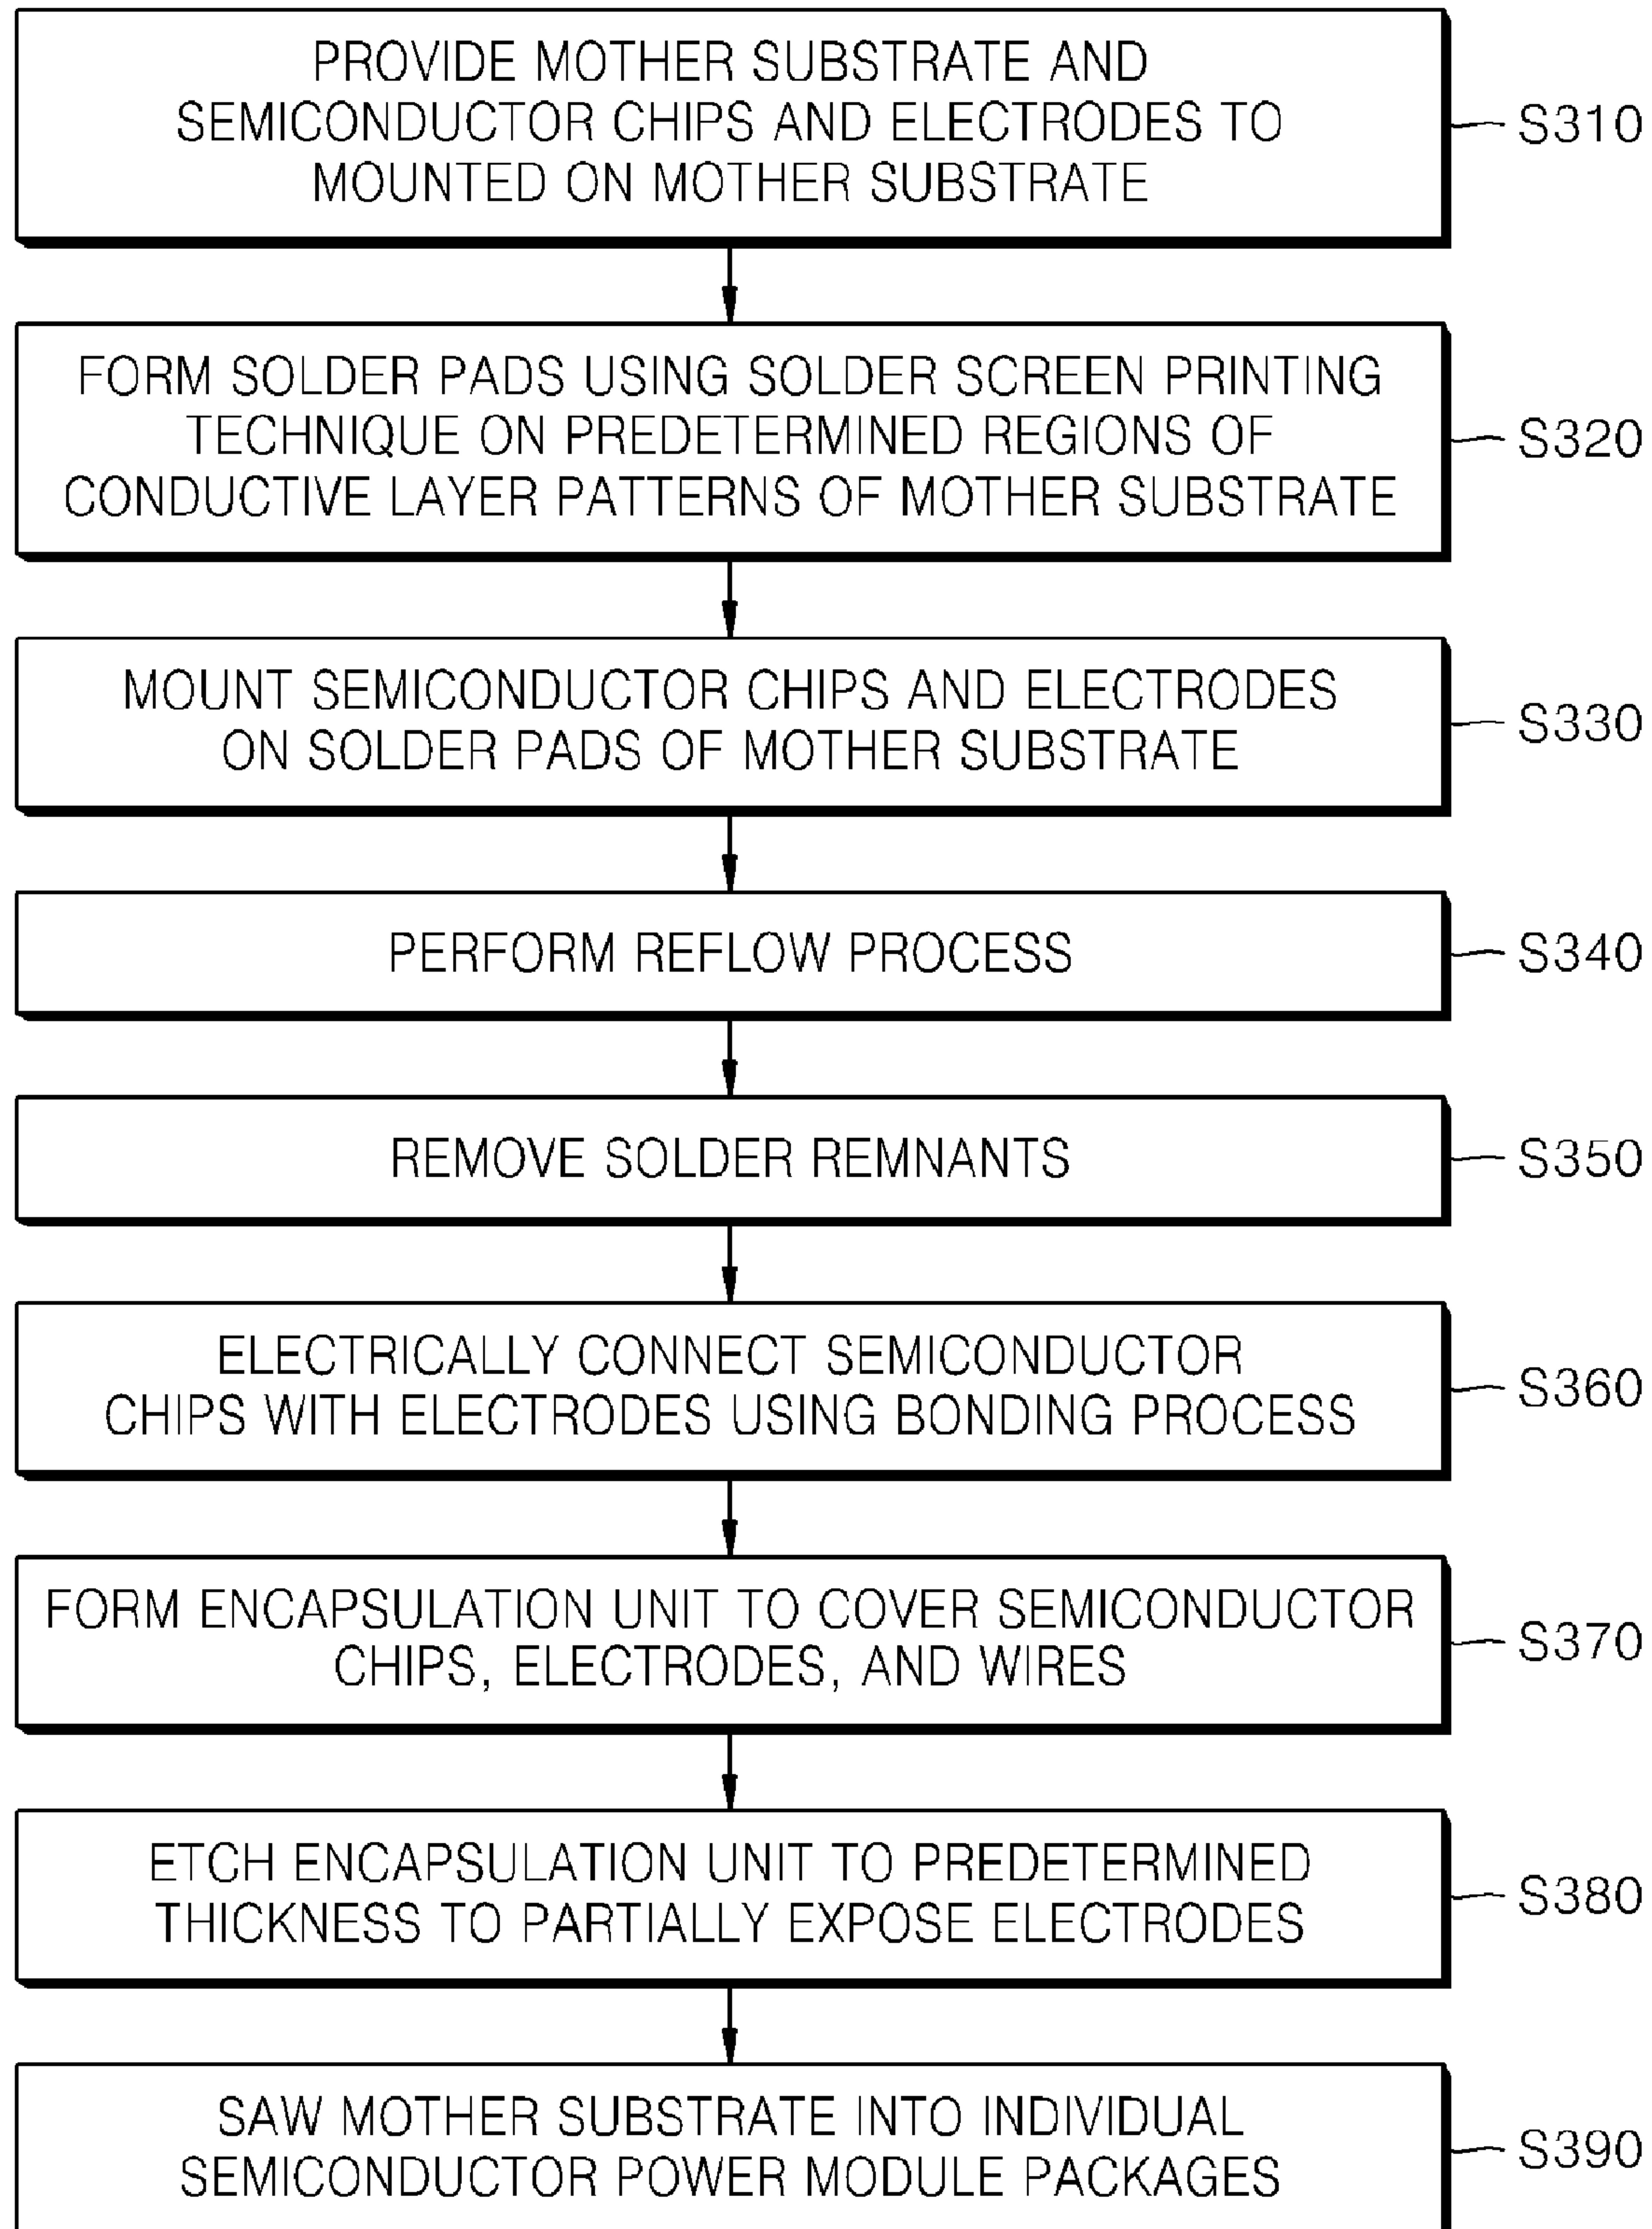 PROVIDE MOTHER SUBSTRATE AND
SEMICONDUCTOR CHIPS AND ELECTRODES TO
MOUNTED ON MOTHER SUBSTRATE
S310
FORM SOLDER PADS USING SOLDER SCREEN PRINTING
TECHNIQUE ON PREDETERMINED REGIONS OF
CONDUCTIVE LAYER PATTERNS OF MOTHER SUBSTRATE
S320
MOUNT SEMICONDUCTOR CHIPS AND ELECTRODES
ON SOLDER PADS OF MOTHER SUBSTRATE
S330
PERFORM REFLOW PROCESS
S340
REMOVE SOLDER REMNANTS
S350
ELECTRICALLY CONNECT SEMICONDUCTOR
CHIPS WITH ELECTRODES USING BONDING PROCESS
S360
FORM ENCAPSULATION UNIT TO COVER SEMICONDUCTOR
CHIPS, ELECTRODES, AND WIRES
S370
ETCH ENCAPSULATION UNIT TO PREDETERMINED
THICKNESS TO PARTIALLY EXPOSE ELECTRODES
S380
SAW MOTHER SUBSTRATE INTO INDIVIDUAL
SEMICONDUCTOR POWER MODULE PACKAGES
S390